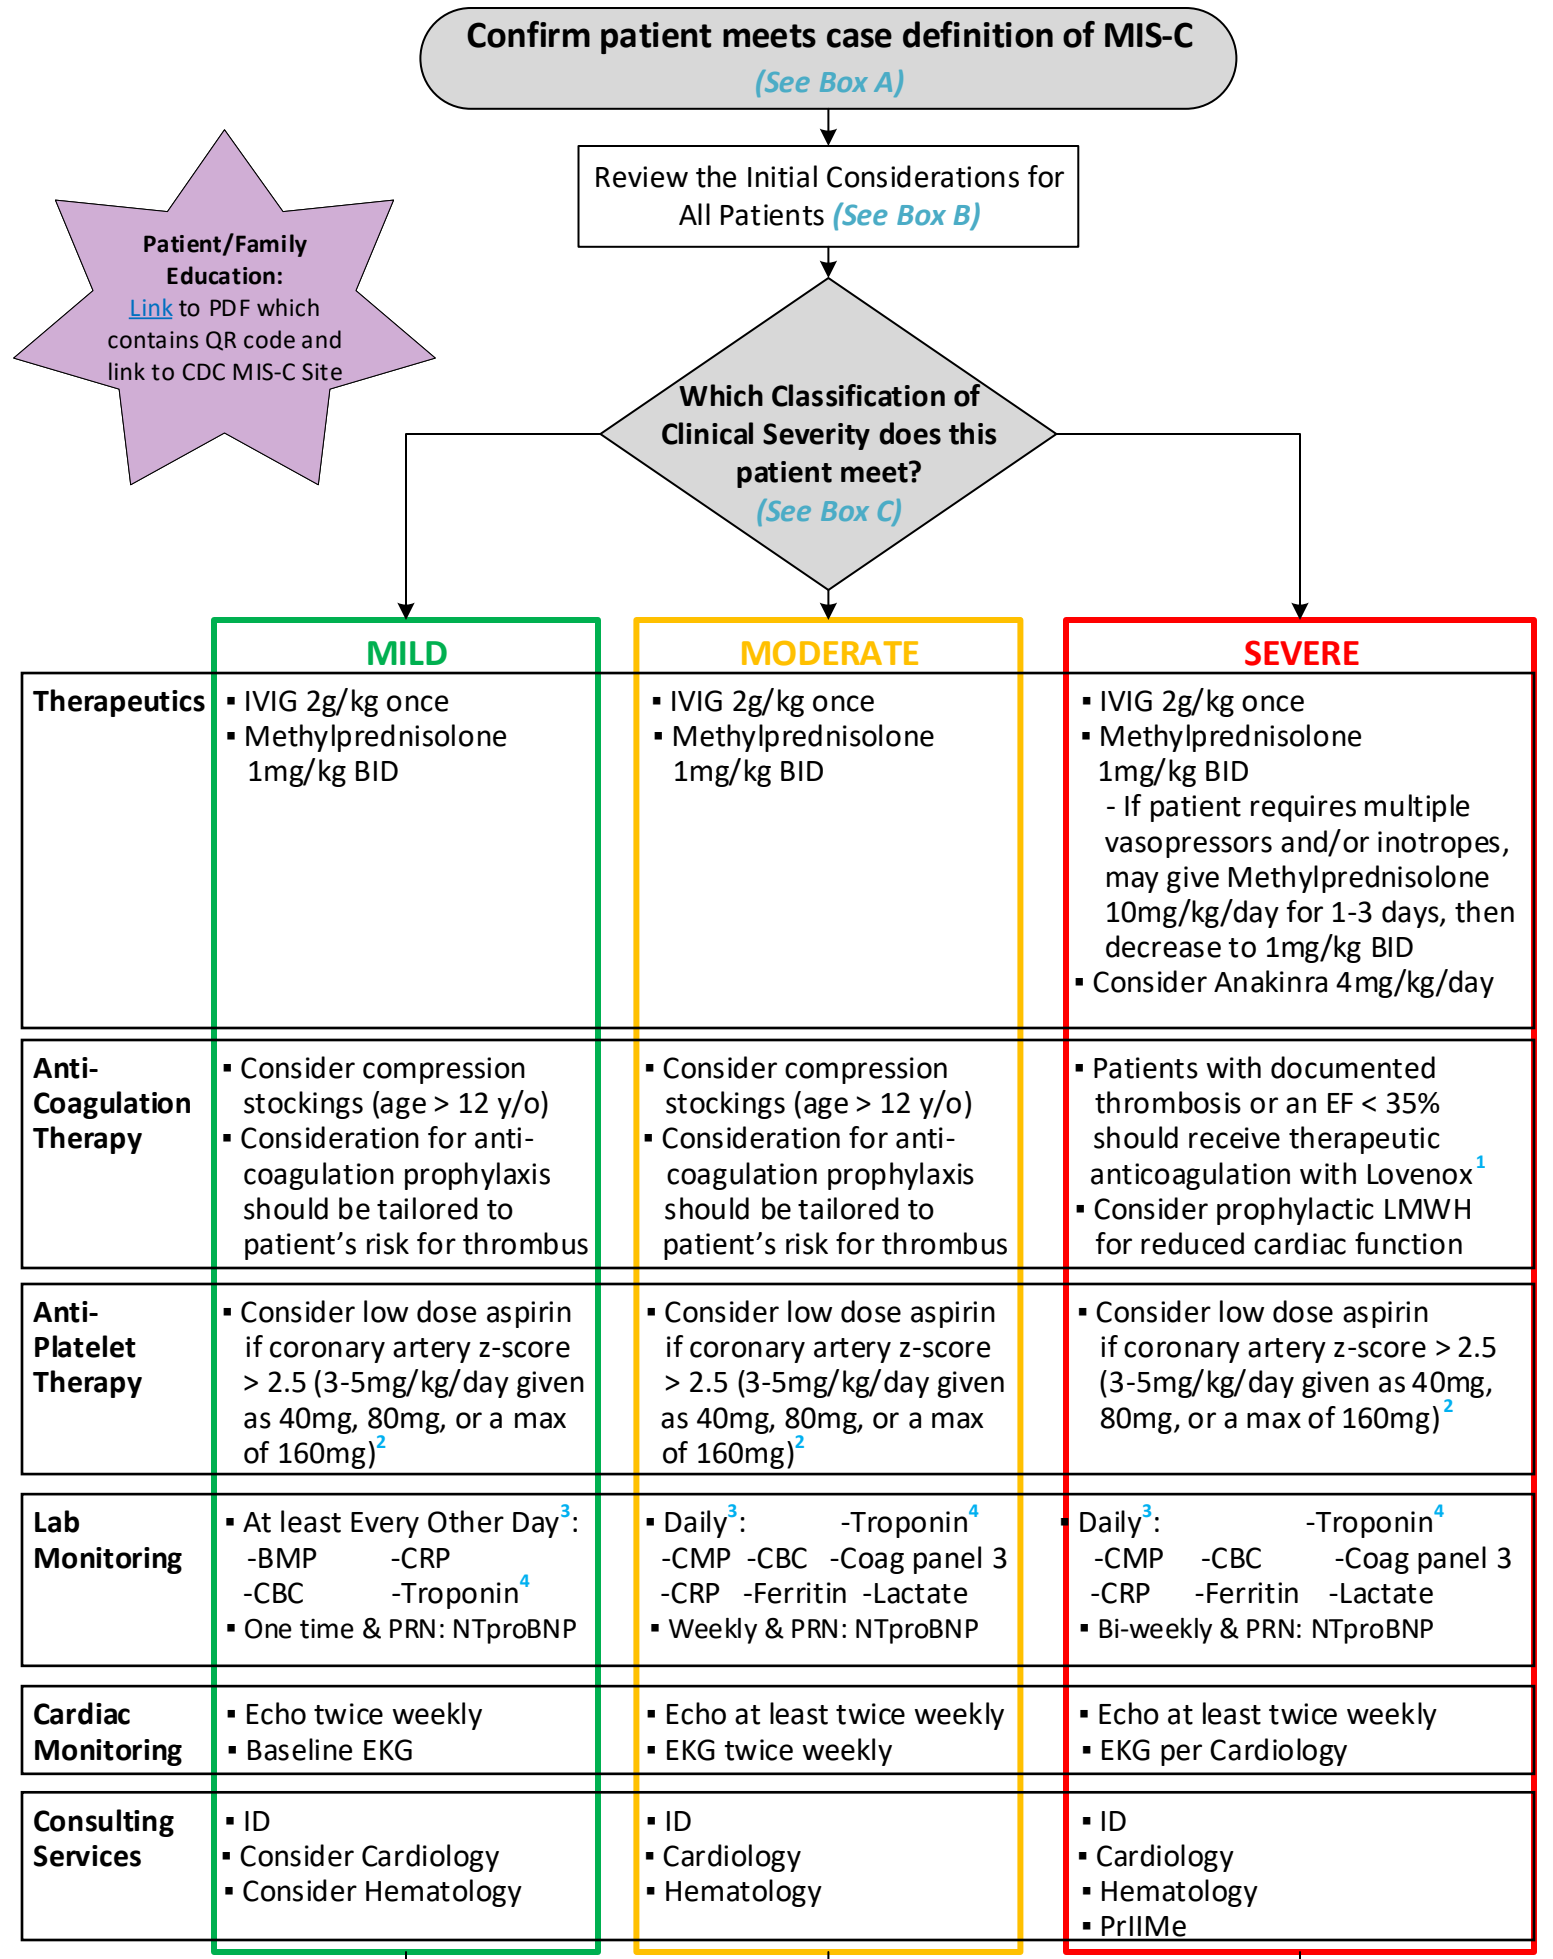 Confirm patient meets case definition of MIS-C
(See Box A)
Review the Initial Considerations for
All Patients (See Box B)
Patient/Family
Education:
Link to PDF which
contains QR code and
link to CDC MIS-C Site
Which Classification of
Clinical Severity does this
patient meet?
(See Box C)
MILD
MODERATE
SEVERE
Therapeutics
▪ IVIG 2g/kg once
▪ Methylprednisolone
1mg/kg BID
▪ IVIG 2g/kg once
▪ Methylprednisolone
1mg/kg BID
▪ IVIG 2g/kg once
▪ Methylprednisolone
1mg/kg BID
- If patient requires multiple
vasopressors and/or inotropes,
may give Methylprednisolone
10mg/kg/day for 1-3 days, then
decrease to 1mg/kg BID
▪ Consider Anakinra 4mg/kg/day
Anti-
Coagulation
Therapy
▪ Consider compression
stockings (age > 12 y/o)
▪ Consideration for anti-
coagulation prophylaxis
should be tailored to
patient’s risk for thrombus
▪ Consider compression
stockings (age > 12 y/o)
▪ Consideration for anti-
coagulation prophylaxis
should be tailored to
patient’s risk for thrombus
▪ Patients with documented
thrombosis or an EF < 35%
should receive therapeutic
anticoagulation with Lovenox1
▪ Consider prophylactic LMWH
for reduced cardiac function
Anti-
Platelet
Therapy
▪ Consider low dose aspirin
if coronary artery z-score
> 2.5 (3-5mg/kg/day given
as 40mg, 80mg, or a max
of 160mg)2
▪ Consider low dose aspirin
if coronary artery z-score
> 2.5 (3-5mg/kg/day given
as 40mg, 80mg, or a max
of 160mg)2
▪ Consider low dose aspirin
if coronary artery z-score > 2.5
(3-5mg/kg/day given as 40mg,
80mg, or a max of 160mg)2
Lab
Monitoring
▪ At least Every Other Day3:
-BMP -CRP
-CBC -Troponin4
▪ One time & PRN: NTproBNP
▪ Daily3: -Troponin4
-CMP -CBC -Coag panel 3
-CRP -Ferritin -Lactate
▪ Weekly & PRN: NTproBNP
▪ Daily3: -Troponin4
-CMP -CBC -Coag panel 3
-CRP -Ferritin -Lactate
▪ Bi-weekly & PRN: NTproBNP
Cardiac
Monitoring
▪ Echo twice weekly
▪ Baseline EKG
▪ Echo at least twice weekly
▪ EKG twice weekly
▪ Echo at least twice weekly
▪ EKG per Cardiology
Consulting
Services
▪ ID
▪ Consider Cardiology
▪ Consider Hematology
▪ ID
▪ Cardiology
▪ Hematology
▪ ID
▪ Cardiology
▪ Hematology
▪ PrIIMe